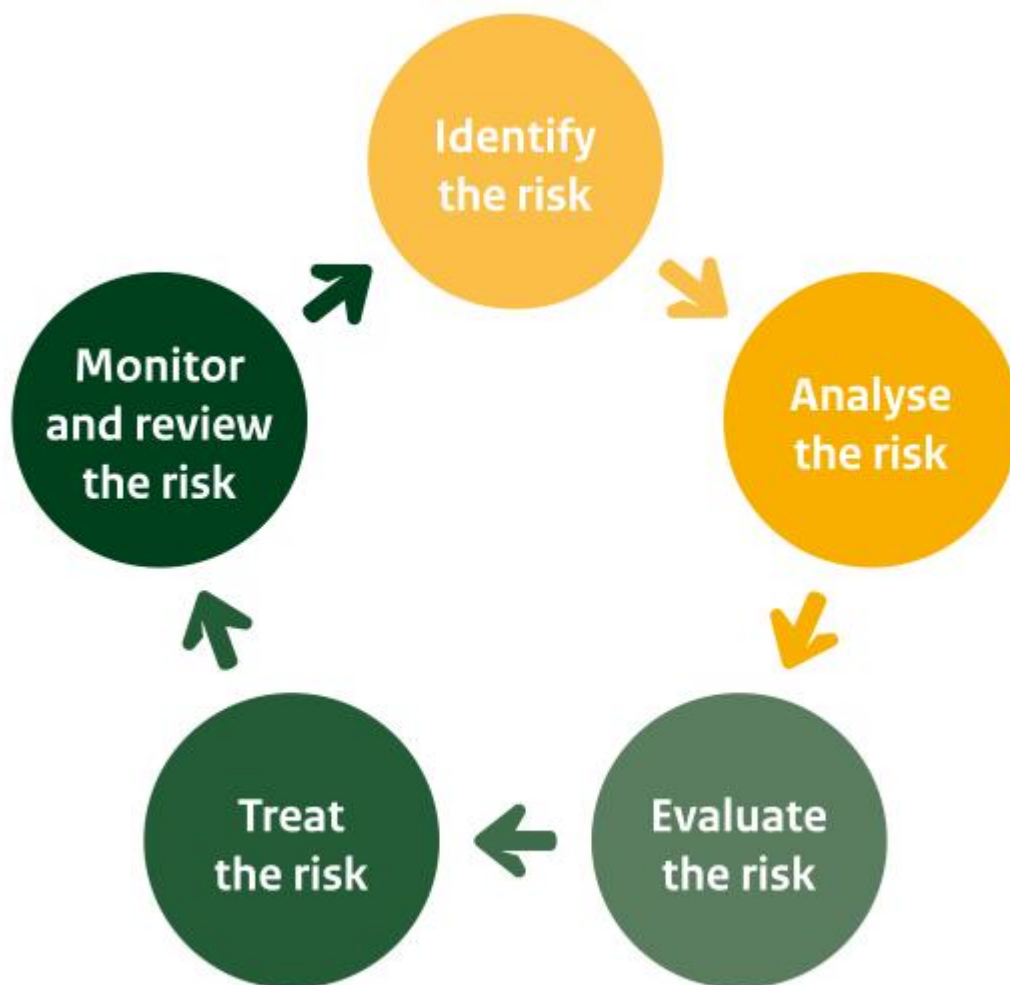 Identify
the risk
Analyse
the risk
Evaluate
the risk
Treat
the risk
Monitor
and review
the risk